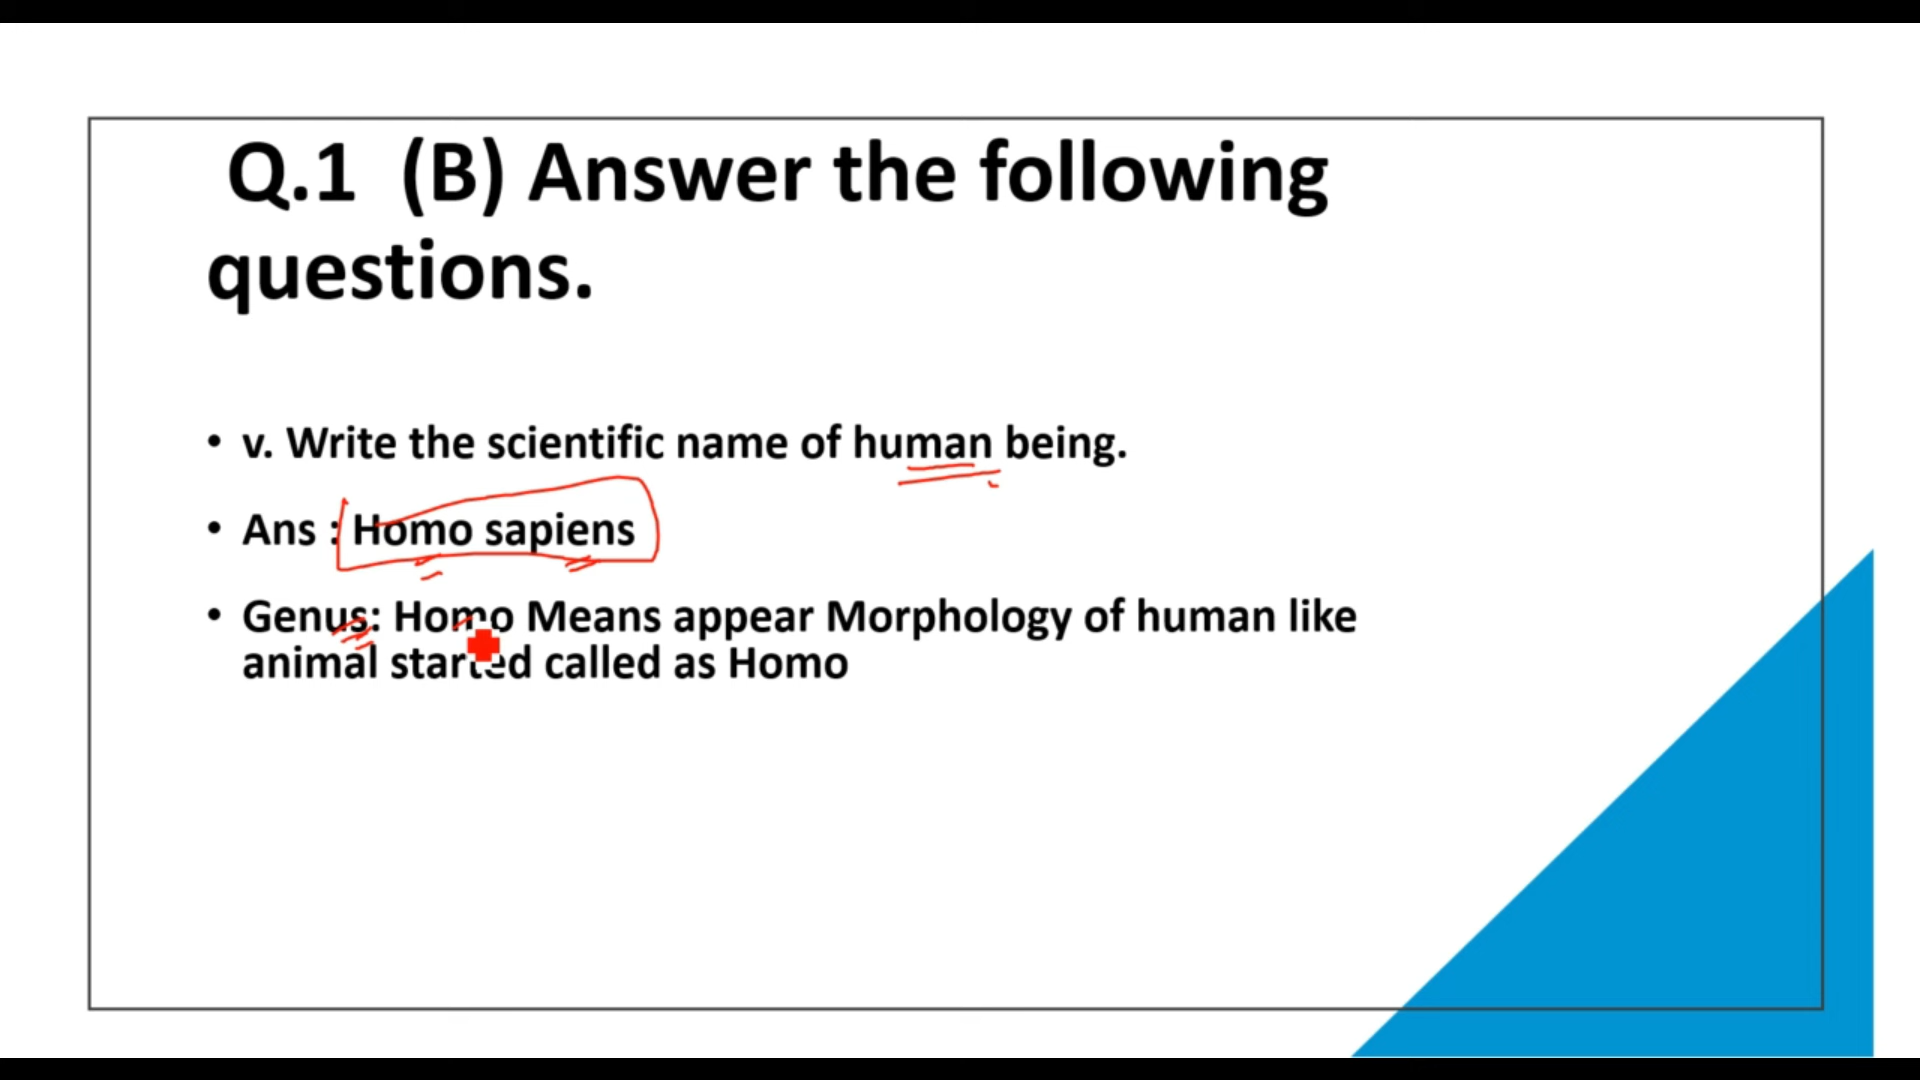 Q.1 (B) Answer the following
questions.
• v. Write the scientific name of human being.
• Ans : Homo sapiens
• Genus: Homo Means appear Morphology of human like
animal started called as Homo